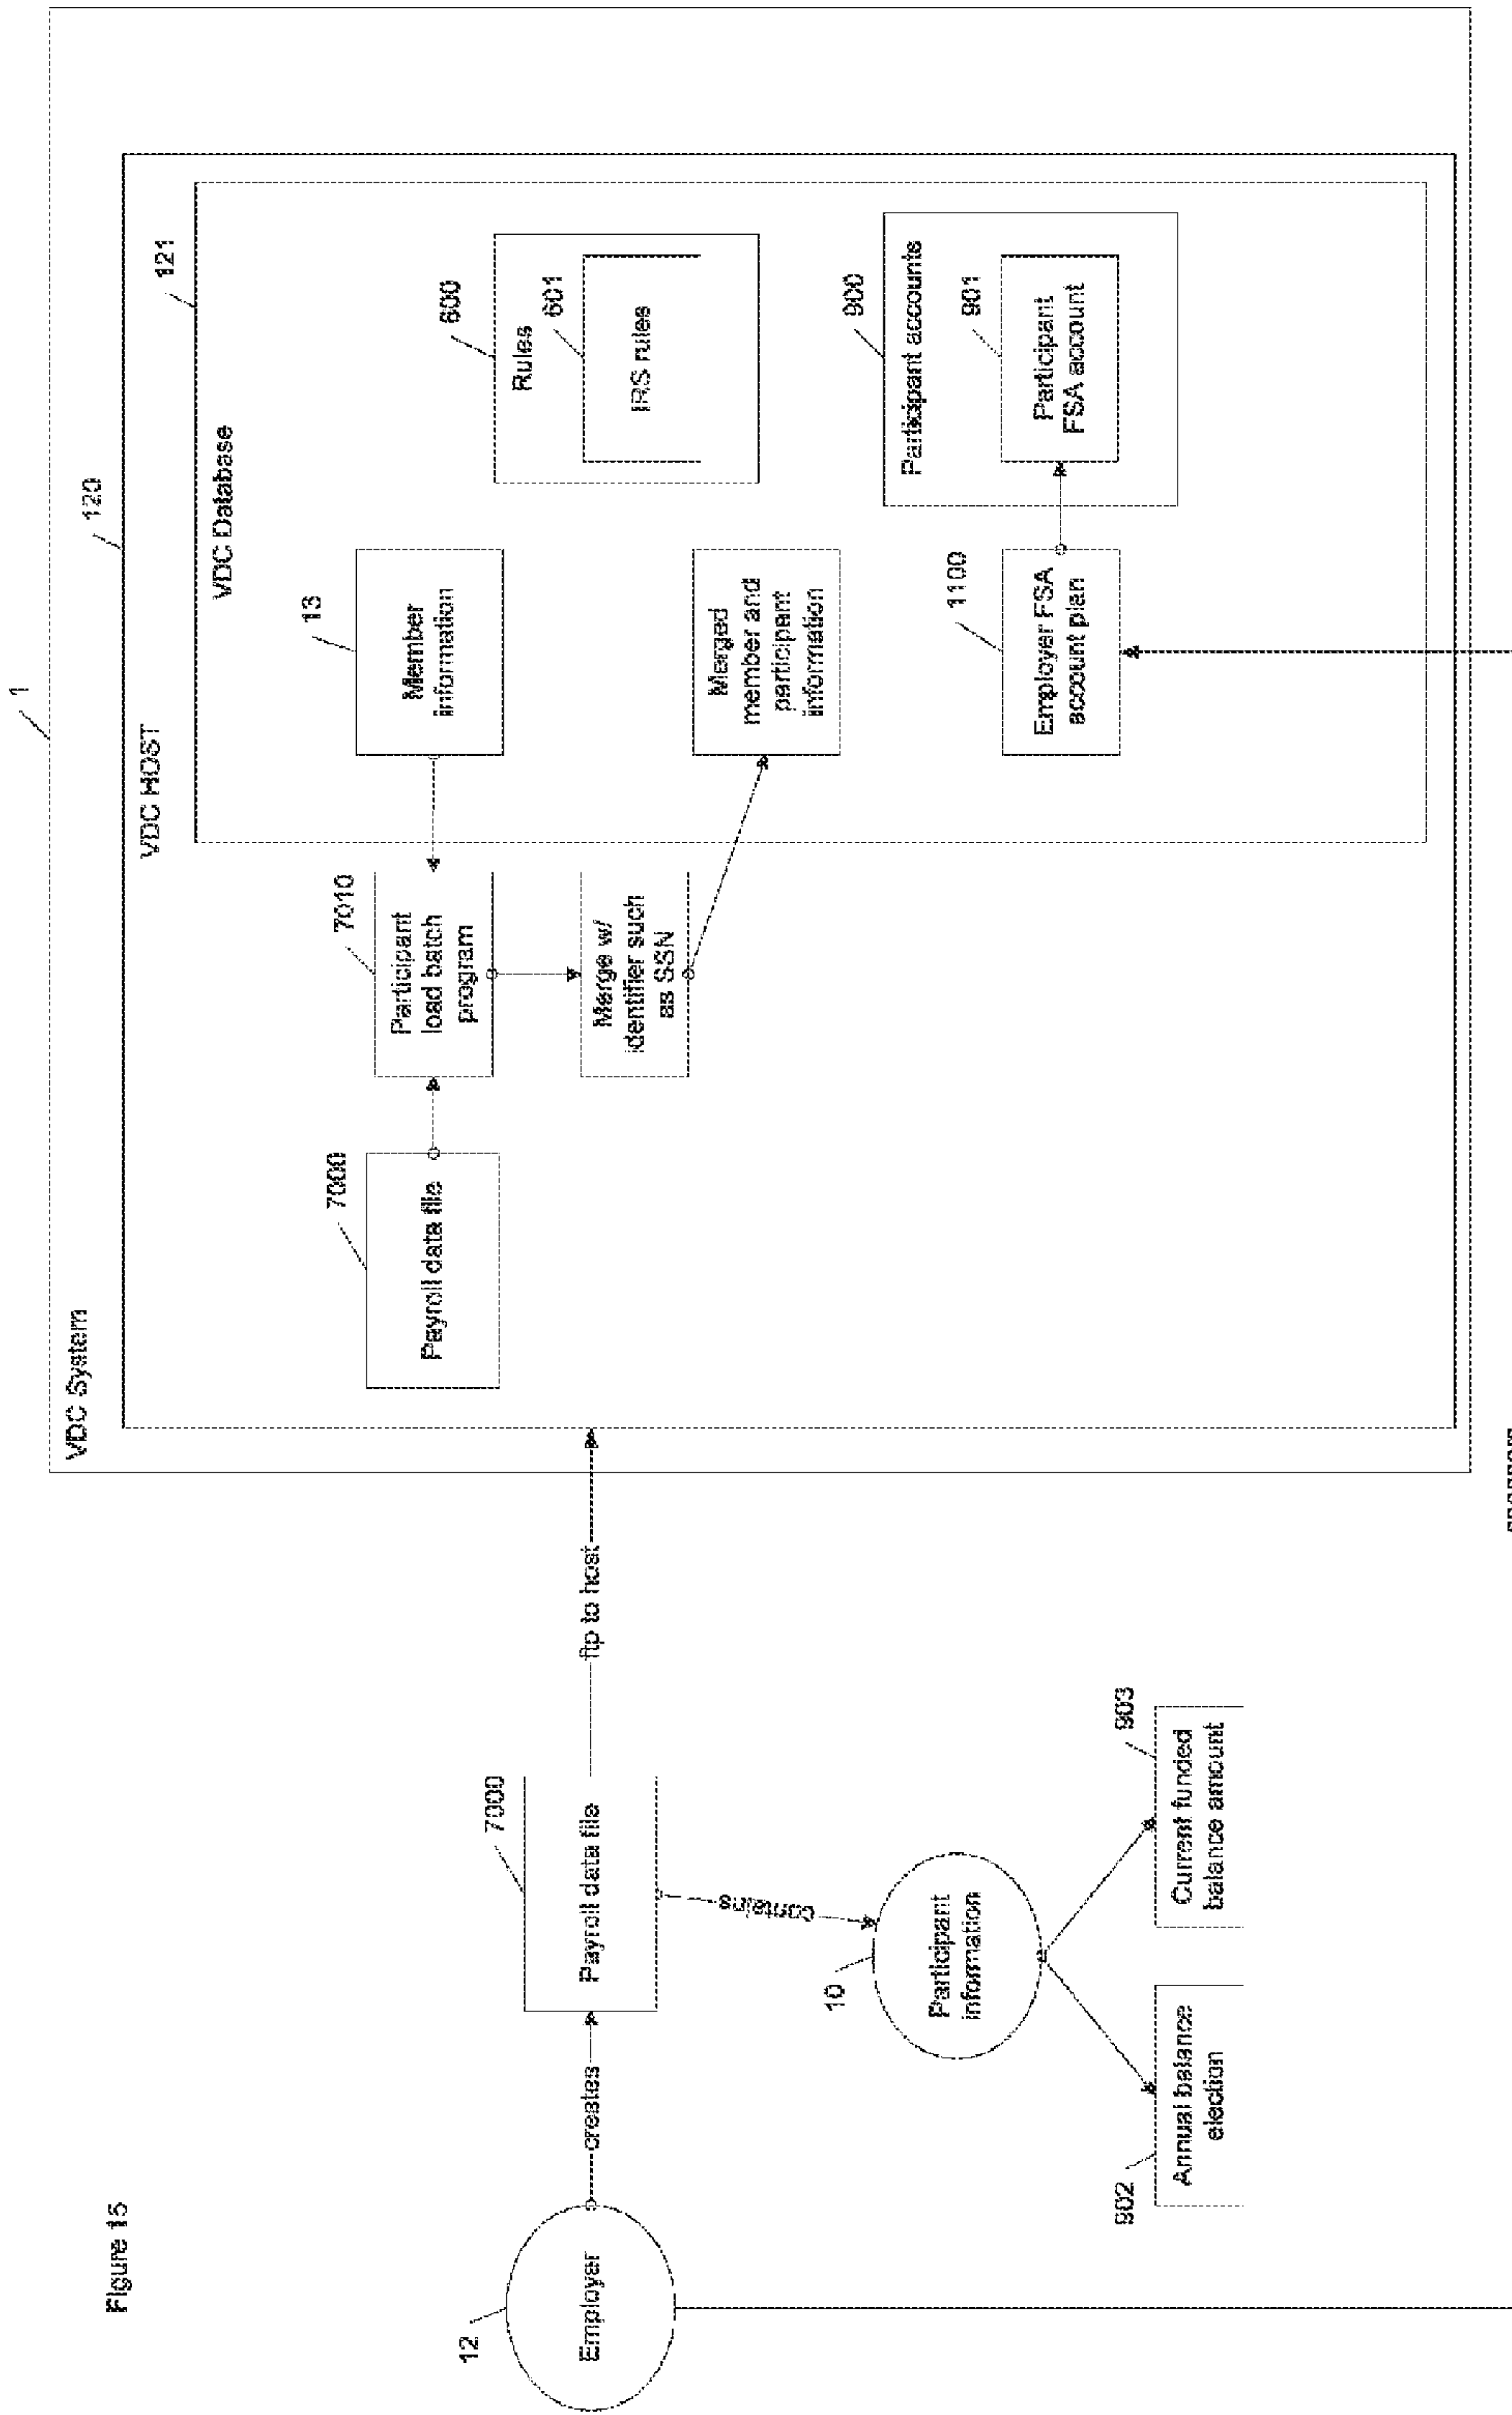 Figure 15
1
VDC System
120
VDC HOST
121
VDC Database
7000
Payroll data file
7010
Participant
load batch
program
13
Member
information
600
Rules
601
IRS rules
Merge w/
identifier such
as SSN
Merged
member and
participant
information
900
Participant accounts
1100
Employer FSA
account plan
901
Participant
FSA account
12
Employer
creates
7000
Payroll data file
ftp to host
contains
10
Participant
information
902
Annual balance
election
903
Current funded
balance amount